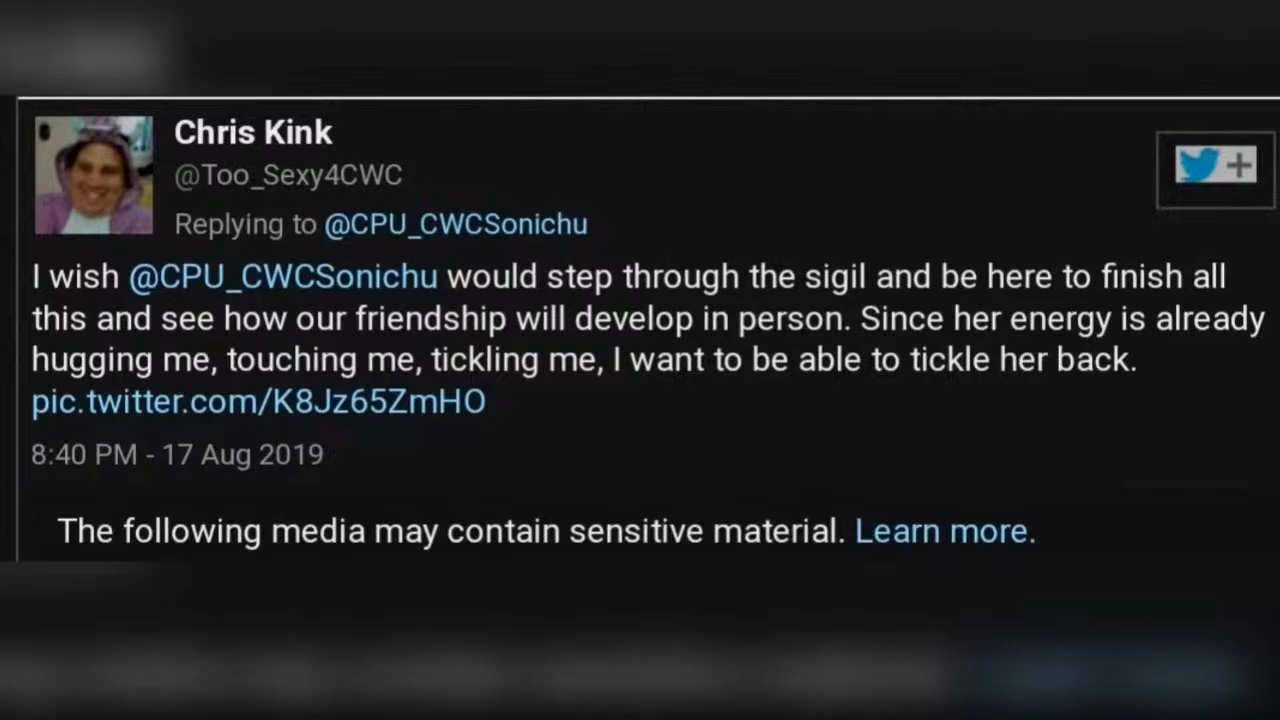 Chris Kink
@Too_Sexy4CWC
Replying to @CPU_CWCSonichu
I wish @CPU_CWCSonichu would step through the sigil and be here to finish all
this and see how our friendship will develop in person. Since her energy is already
hugging me, touching me, tickling me, I want to be able to tickle her back.
pic.twitter.com/K8Jz65ZmHO
8:40 PM - 17 Aug 2019
The following media may contain sensitive material. Learn more.